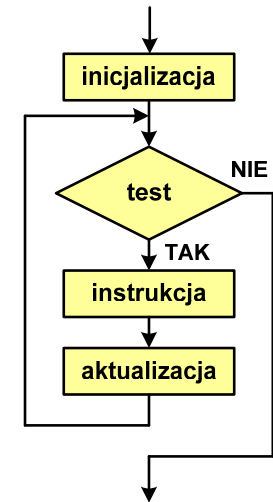 inicjalizacja
NIE
test
TAK
instrukcja
aktualizacja